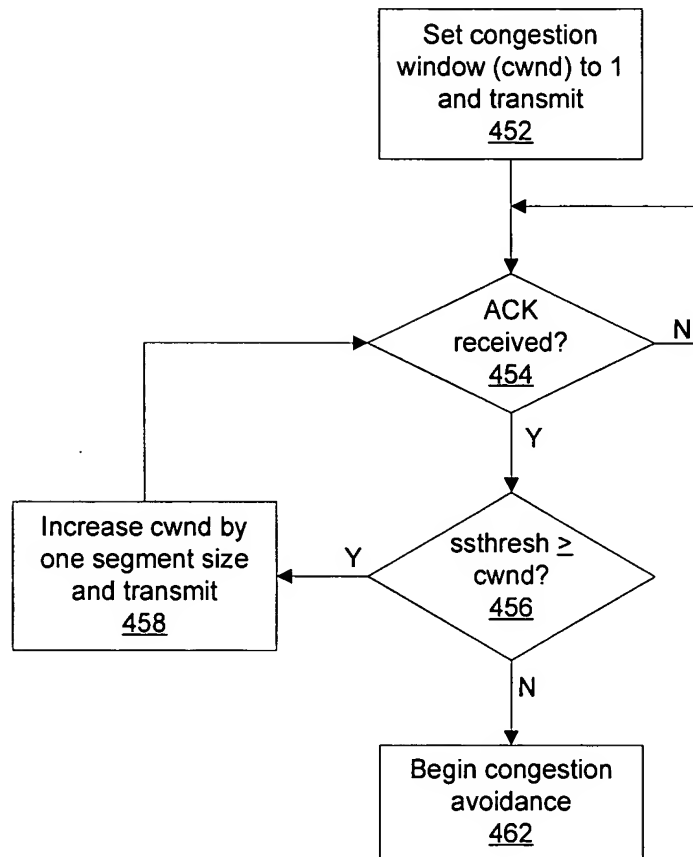 Set congestion
window (cwnd) to 1
and transmit
452
ACK
received?
454
N
Y
Increase cwnd by
one segment size
and transmit
458
Y
ssthresh ≥
cwnd?
456
N
Begin congestion
avoidance
462